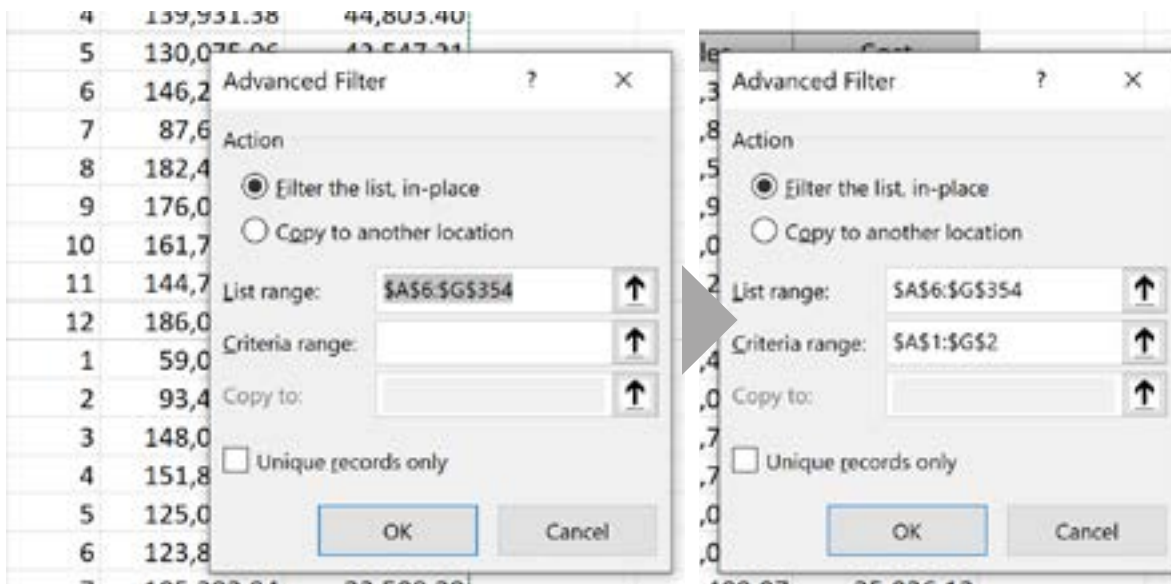 4 139,931.38 44,803.40
5
6 146,2
7 87,6
8 182,4
9 176,0
10 161,7
11 144,7
12 186,0
1 59,0
2 93,4
3 148,0
4 151,8
5 125,0
6 123,8
Advanced Filter ? ×
Action
Filter the list, in-place
Copy to another location
List range: $A$6:$G$354
Criteria range:
Copy to:
Unique records only
OK Cancel
Cost
Advanced Filter ? ×
Action
Filter the list, in-place
Copy to another location
List range: $A$6:$G$354
Criteria range: $A$1:$G$2
Copy to:
Unique records only
OK Cancel